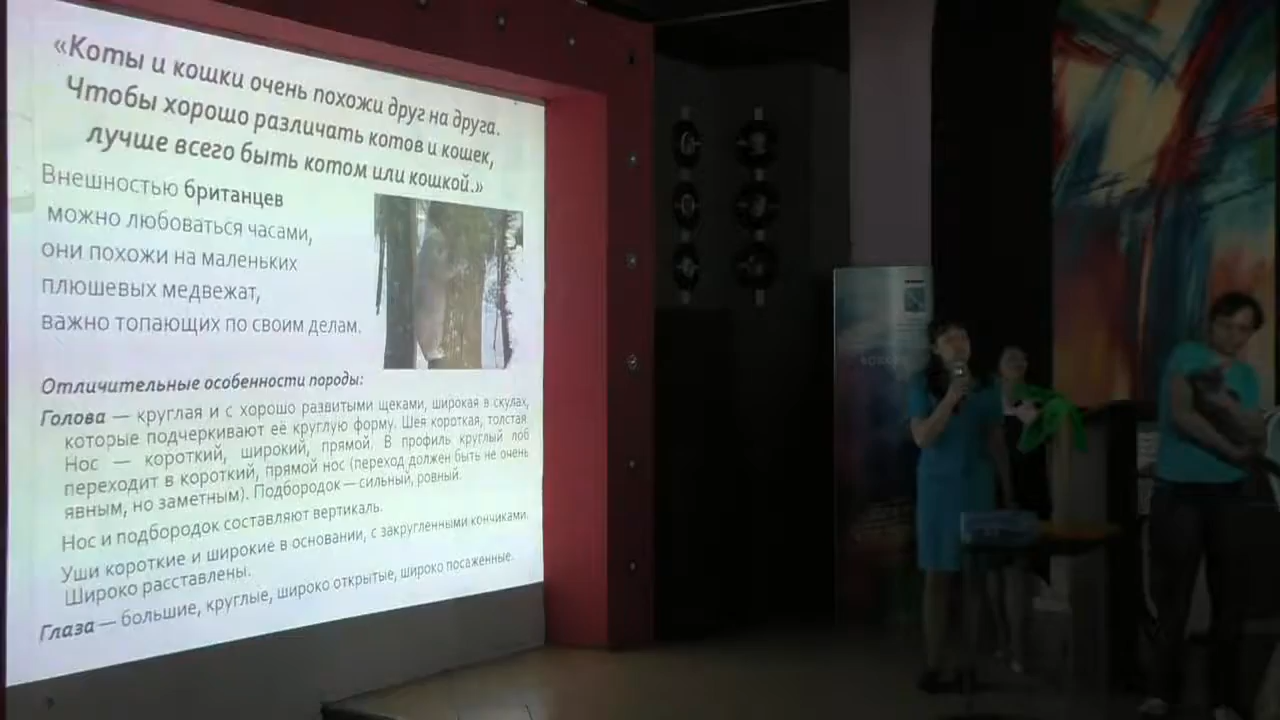 «Коты и кошки очень похожи друг на друга.
Чтобы хорошо различать котов и кошек,
лучше всего быть котом или кошкой.»
Внешностью британцев
можно любоваться часами,
они похожи на маленьких
плюшевых медвежат,
важно топающих по своим делам.
Отличительные особенности породы:
Голова — круглая и с хорошо развитыми щеками, широкая в скулах,
которые подчеркивают её круглую форму. Шея короткая, толстая.
Нос — короткий, широкий, прямой. В профиль круглый лоб
переходит в короткий, прямой нос (переход должен быть не очень
явным, но заметным). Подбородок — сильный, ровный.
Нос и подбородок составляют вертикаль.
Уши короткие и широкие в основании, с закругленными кончиками.
Широко расставлены.
Глаза — большие, круглые, широко открытые, широко посаженные.